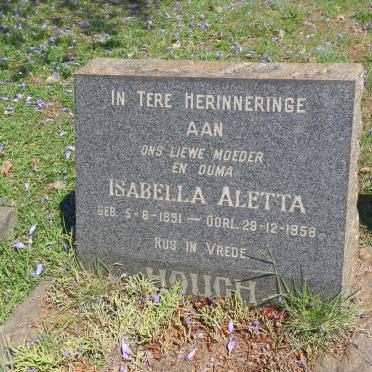 IN TERE HERINNERINGE
AAN
ONS LIEWE MOEDER
EN OUMA
ISABELLA ALETTA
GEB. 5-6-1891 — OORL. 28-12-1958
RUS IN VREDE
HOUGH